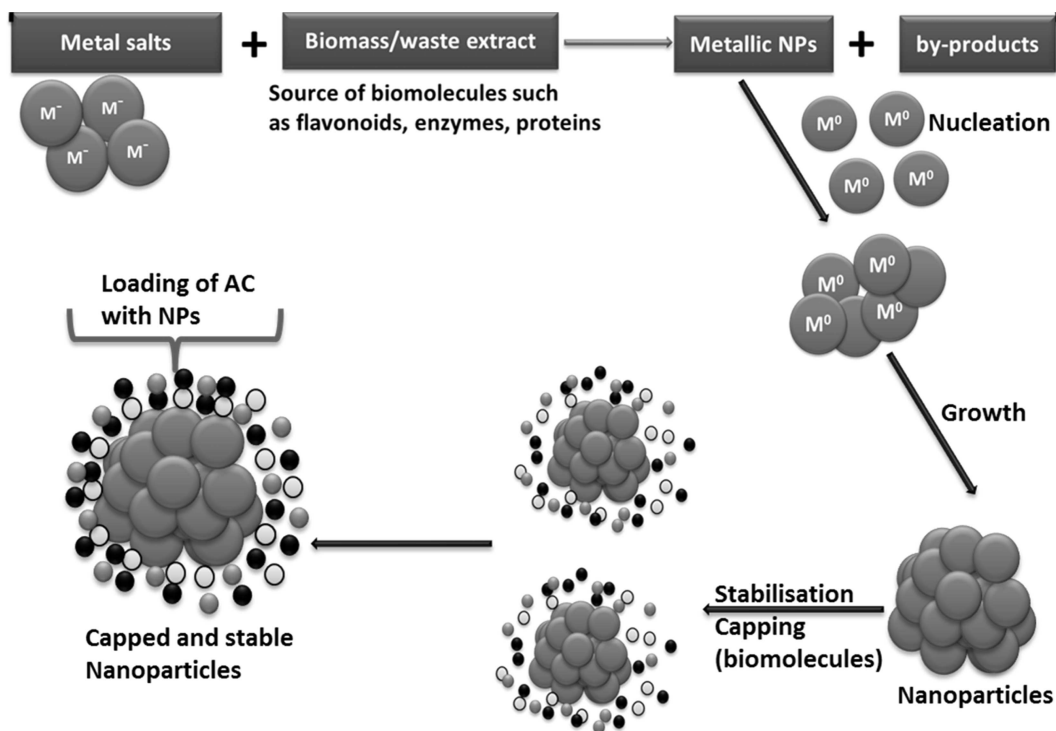 Metal salts
+
Biomass/waste extract
Metallic NPs
+
by-products
Source of biomolecules such
as flavonoids, enzymes, proteins
M⁻
M⁻
M⁻
M⁻
M⁰
M⁰
Nucleation
M⁰
M⁰
M⁰
M⁰
M⁰
M⁰
Growth
Loading of AC
with NPs
Stabilisation
Capping
(biomolecules)
Nanoparticles
Capped and stable
Nanoparticles